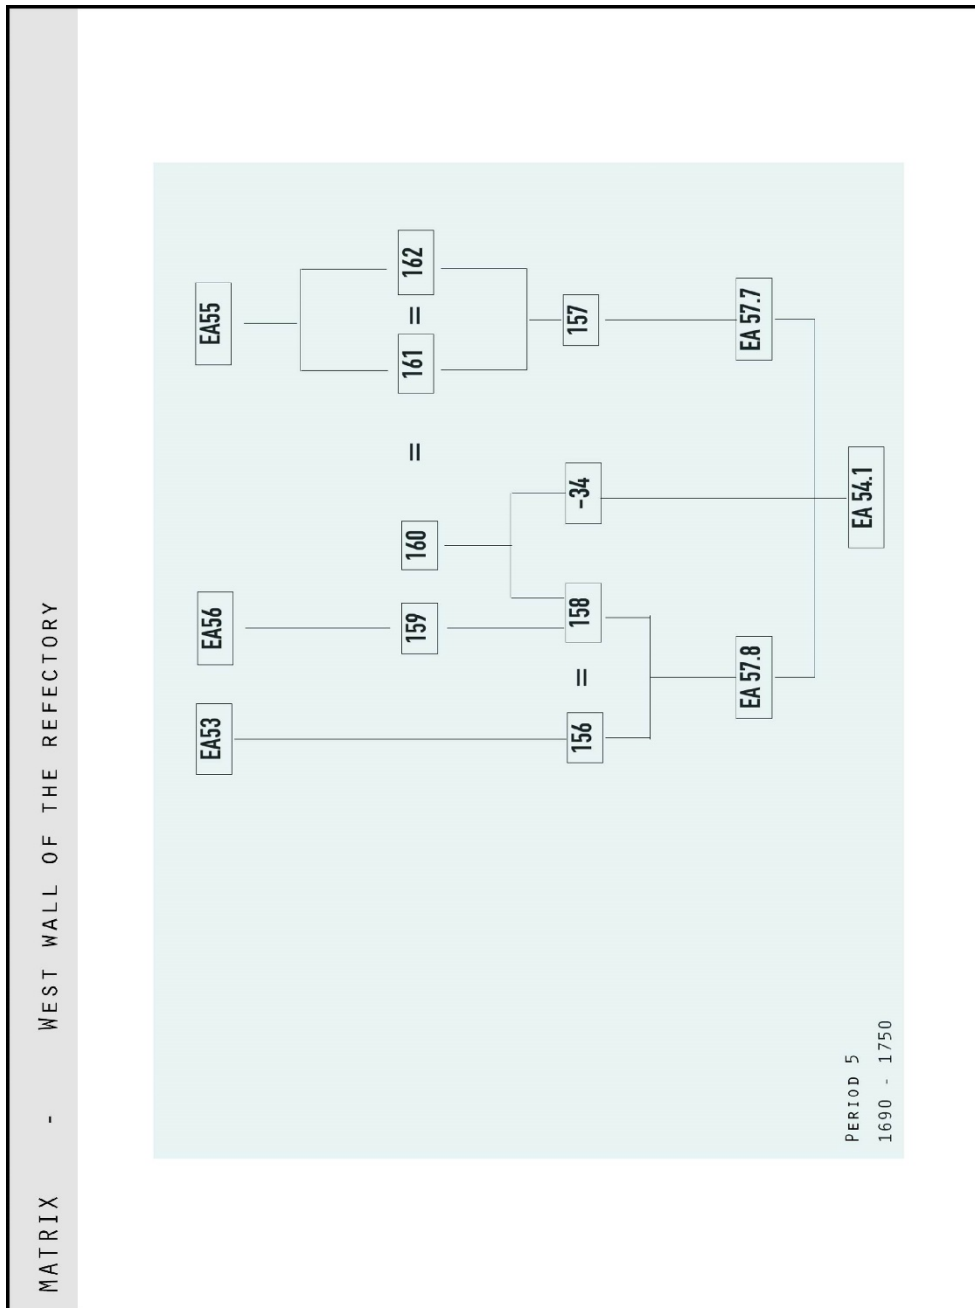 MATRIX - WEST WALL OF THE REFECTORY
EA53 EA56 EA55
159 160 = 161 = 162
156 = 158 -34 157
EA 57.8 EA 57.7
EA 54.1
PERIOD 5
1690 - 1750